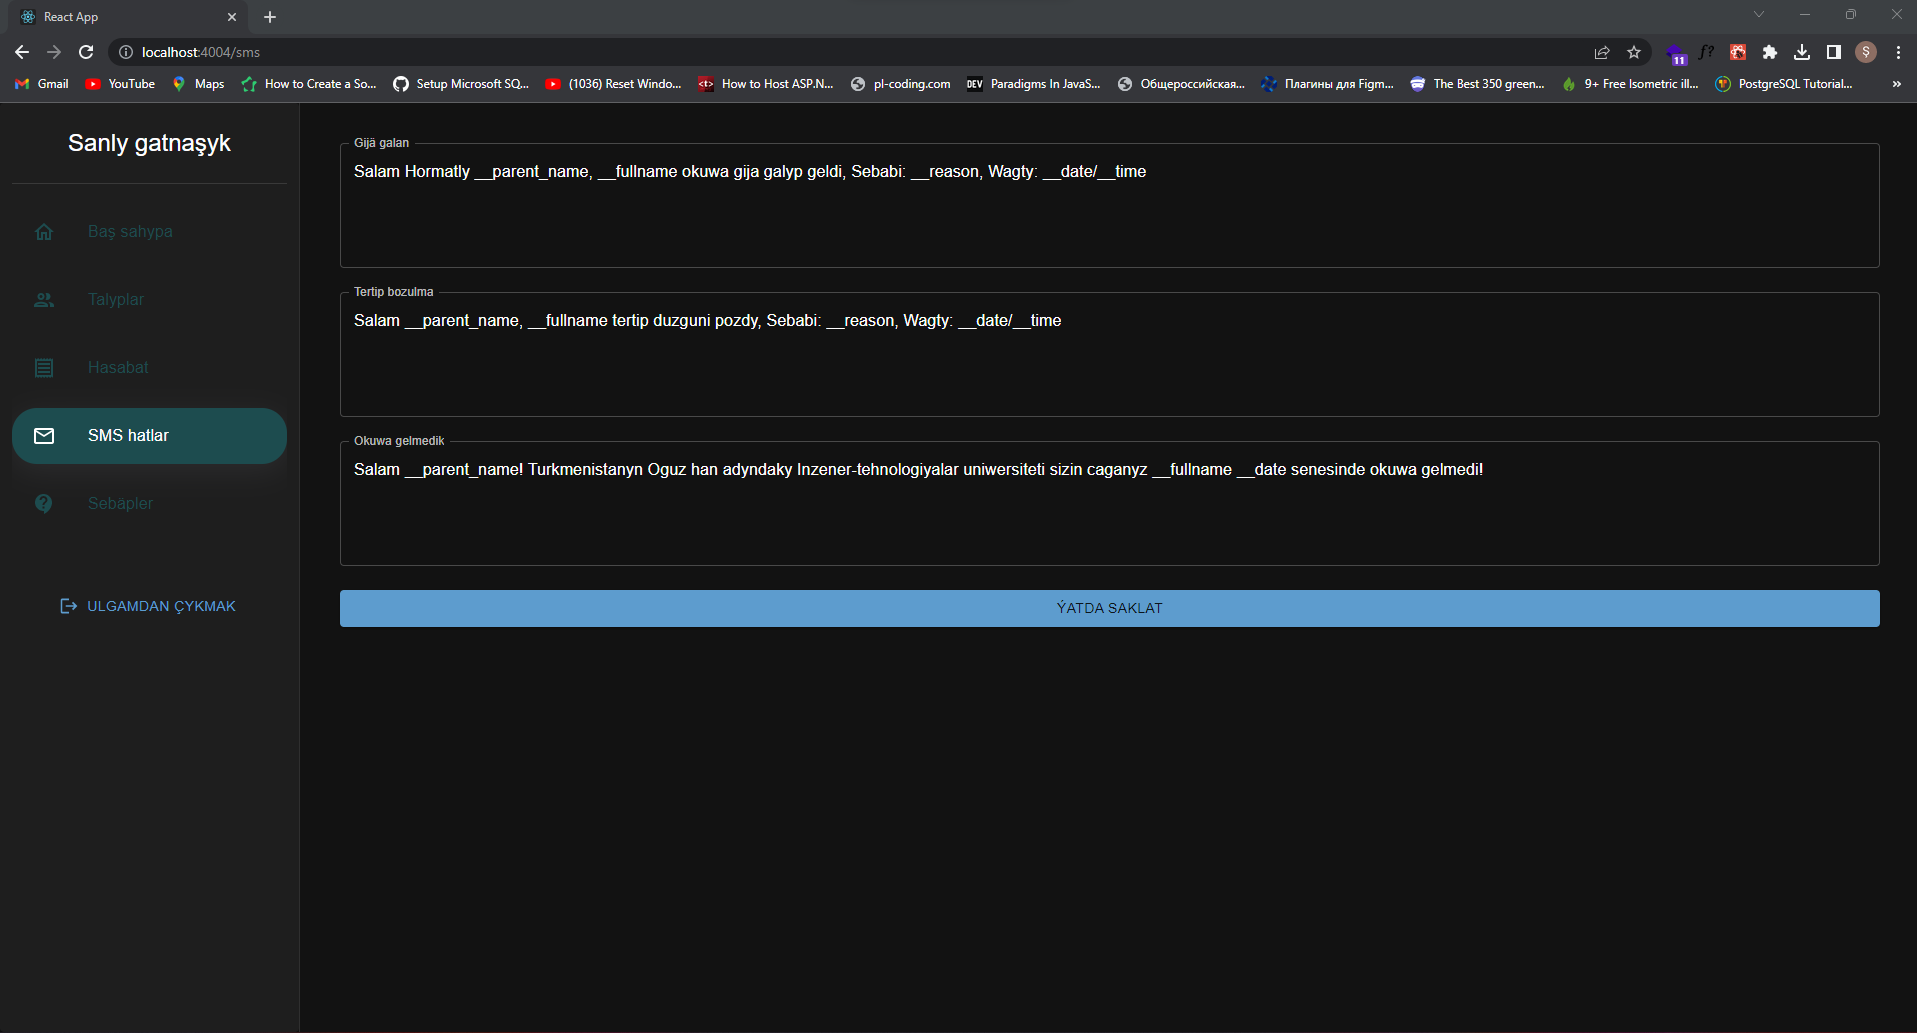 React App
localhost:4004/sms
f?
11
Ş
Gmail
YouTube
Maps
How to Create a So...
Setup Microsoft SQ...
(1036) Reset Windo...
How to Host ASP.N...
pl-coding.com
DEV
Paradigms In JavaS...
Общероссийская...
Плагины для Figm...
The Best 350 green...
9+ Free Isometric ill...
PostgreSQL Tutorial...
»
Sanly gatnaşyk
Baş sahypa
Talyplar
Hasabat
SMS hatlar
Sebäpler
ULGAMDAN ÇYKMAK
Gijä galan
Salam Hormatly __parent_name, __fullname okuwa gija galyp geldi, Sebabi: __reason, Wagty: __date/__time
Tertip bozulma
Salam __parent_name, __fullname tertip duzguni pozdy, Sebabi: __reason, Wagty: __date/__time
Okuwa gelmedik
Salam __parent_name! Turkmenistanyn Oguz han adyndaky Inzener-tehnologiyalar uniwersiteti sizin caganyz __fullname __date senesinde okuwa gelmedi!
ÝATDA SAKLAT